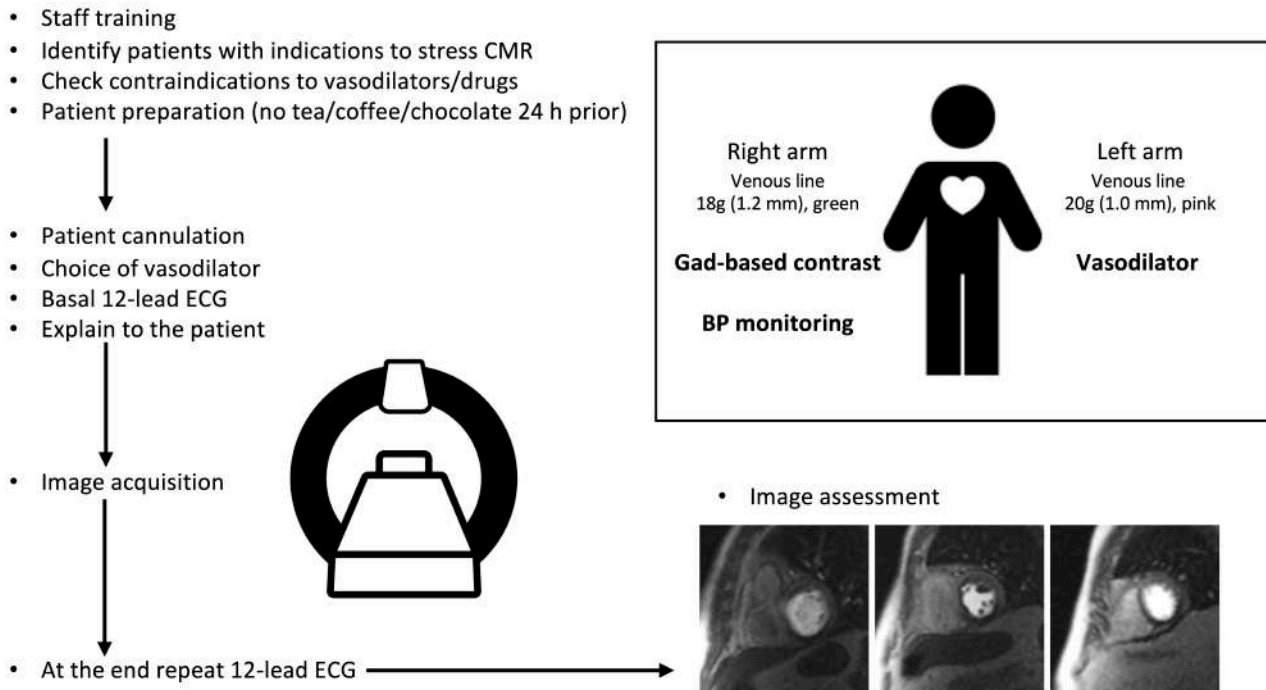 • Staff training
• Identify patients with indications to stress CMR
• Check contraindications to vasodilators/drugs
• Patient preparation (no tea/coffee/chocolate 24 h prior)
• Patient cannulation
• Choice of vasodilator
• Basal 12-lead ECG
• Explain to the patient
• Image acquisition
• At the end repeat 12-lead ECG
Right arm
Venous line
18g (1.2 mm), green
Gad-based contrast
BP monitoring
Left arm
Venous line
20g (1.0 mm), pink
Vasodilator
• Image assessment